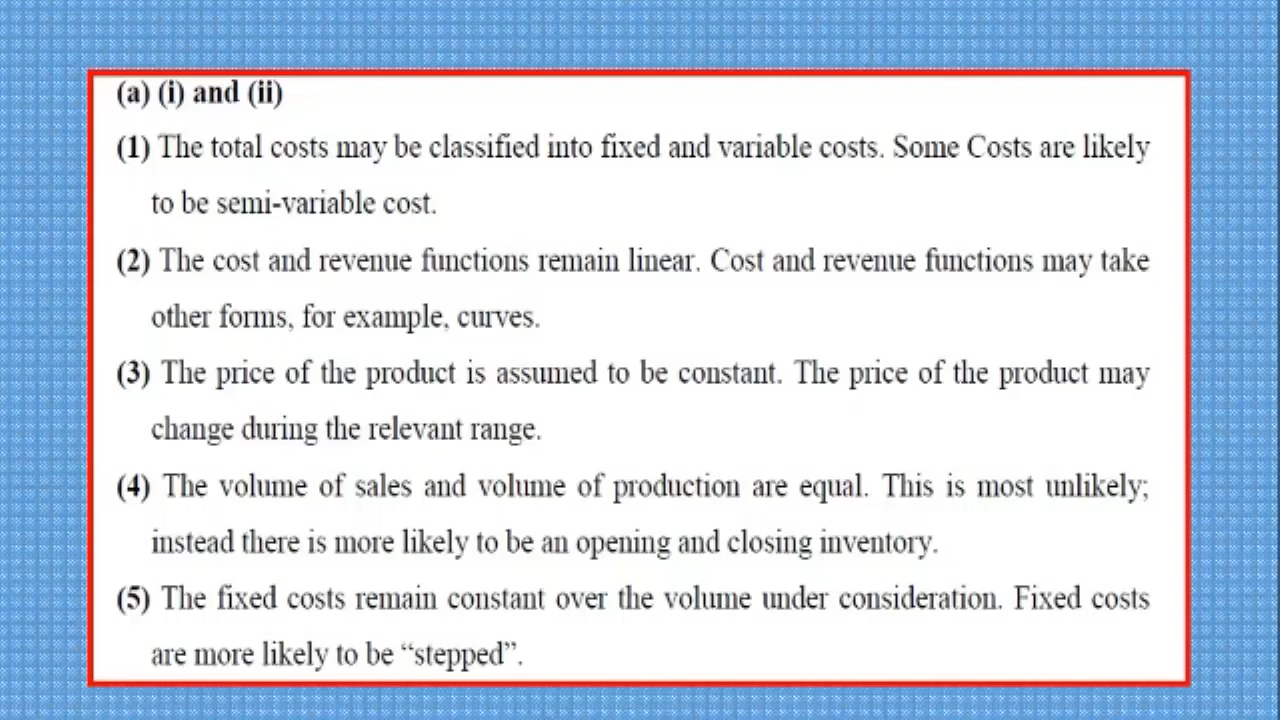 (a) (i) and (ii)
(1) The total costs may be classified into fixed and variable costs. Some Costs are likely
to be semi-variable cost.
(2) The cost and revenue functions remain linear. Cost and revenue functions may take
other forms, for example, curves.
(3) The price of the product is assumed to be constant. The price of the product may
change during the relevant range.
(4) The volume of sales and volume of production are equal. This is most unlikely;
instead there is more likely to be an opening and closing inventory.
(5) The fixed costs remain constant over the volume under consideration. Fixed costs
are more likely to be “stepped”.